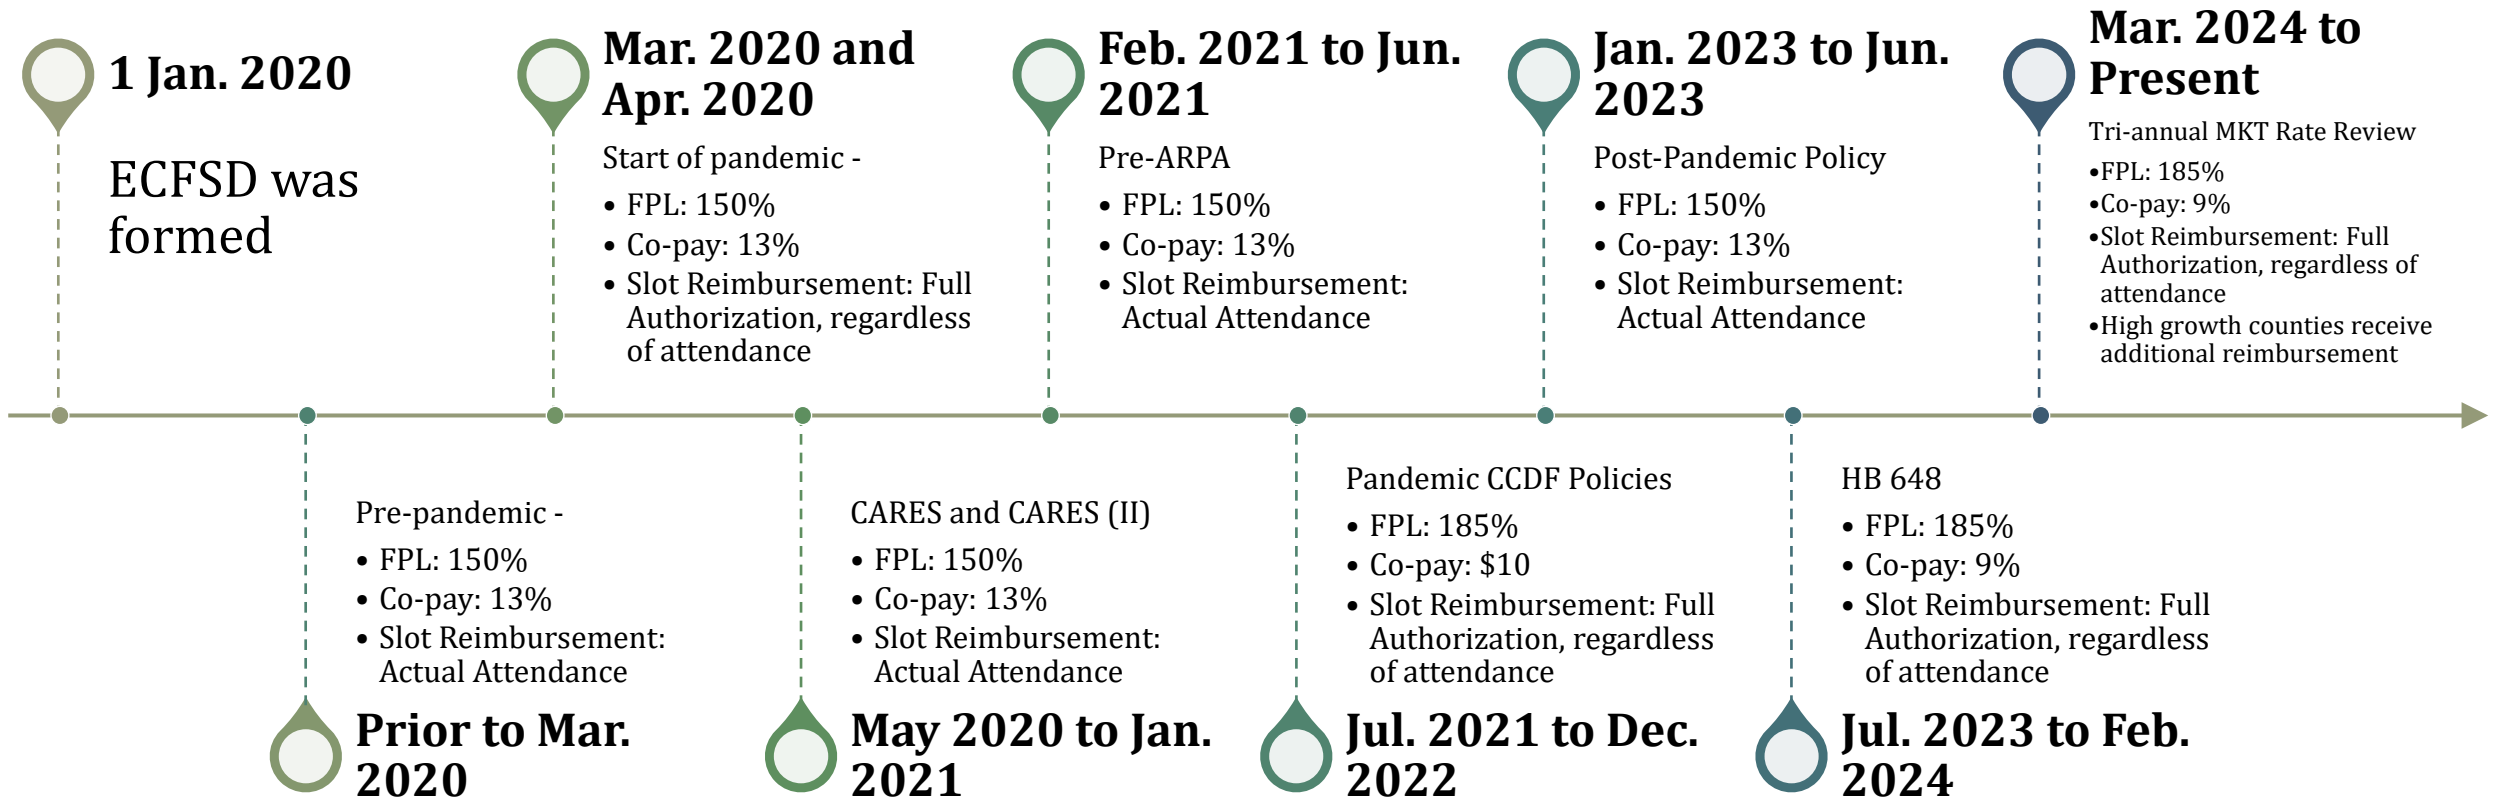 1 Jan. 2020
ECFSD was
formed
Prior to Mar.
2020
Pre-pandemic -
• FPL: 150%
• Co-pay: 13%
• Slot Reimbursement:
Actual Attendance
Mar. 2020 and
Apr. 2020
Start of pandemic -
• FPL: 150%
• Co-pay: 13%
• Slot Reimbursement: Full
Authorization, regardless
of attendance
May 2020 to Jan.
2021
CARES and CARES (II)
• FPL: 150%
• Co-pay: 13%
• Slot Reimbursement:
Actual Attendance
Feb. 2021 to Jun.
2021
Pre-ARPA
• FPL: 150%
• Co-pay: 13%
• Slot Reimbursement:
Actual Attendance
Jul. 2021 to Dec.
2022
Pandemic CCDF Policies
• FPL: 185%
• Co-pay: $10
• Slot Reimbursement: Full
Authorization, regardless
of attendance
Jan. 2023 to Jun.
2023
Post-Pandemic Policy
• FPL: 150%
• Co-pay: 13%
• Slot Reimbursement:
Actual Attendance
Jul. 2023 to Feb.
2024
HB 648
• FPL: 185%
• Co-pay: 9%
• Slot Reimbursement: Full
Authorization, regardless
of attendance
Mar. 2024 to
Present
Tri-annual MKT Rate Review
•FPL: 185%
•Co-pay: 9%
•Slot Reimbursement: Full
Authorization, regardless of
attendance
•High growth counties receive
additional reimbursement